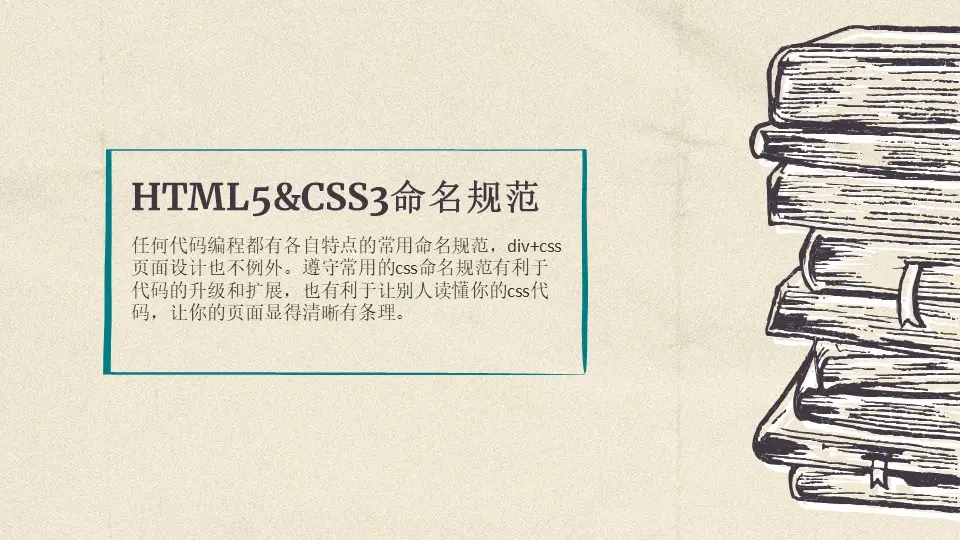 HTML5&CSS3命名规范
任何代码编程都有各自特点的常用命名规范，div+css
页面设计也不例外。遵守常用的css命名规范有利于
代码的升级和扩展，也有利于让别人读懂你的css代
码，让你的页面显得清晰有条理。